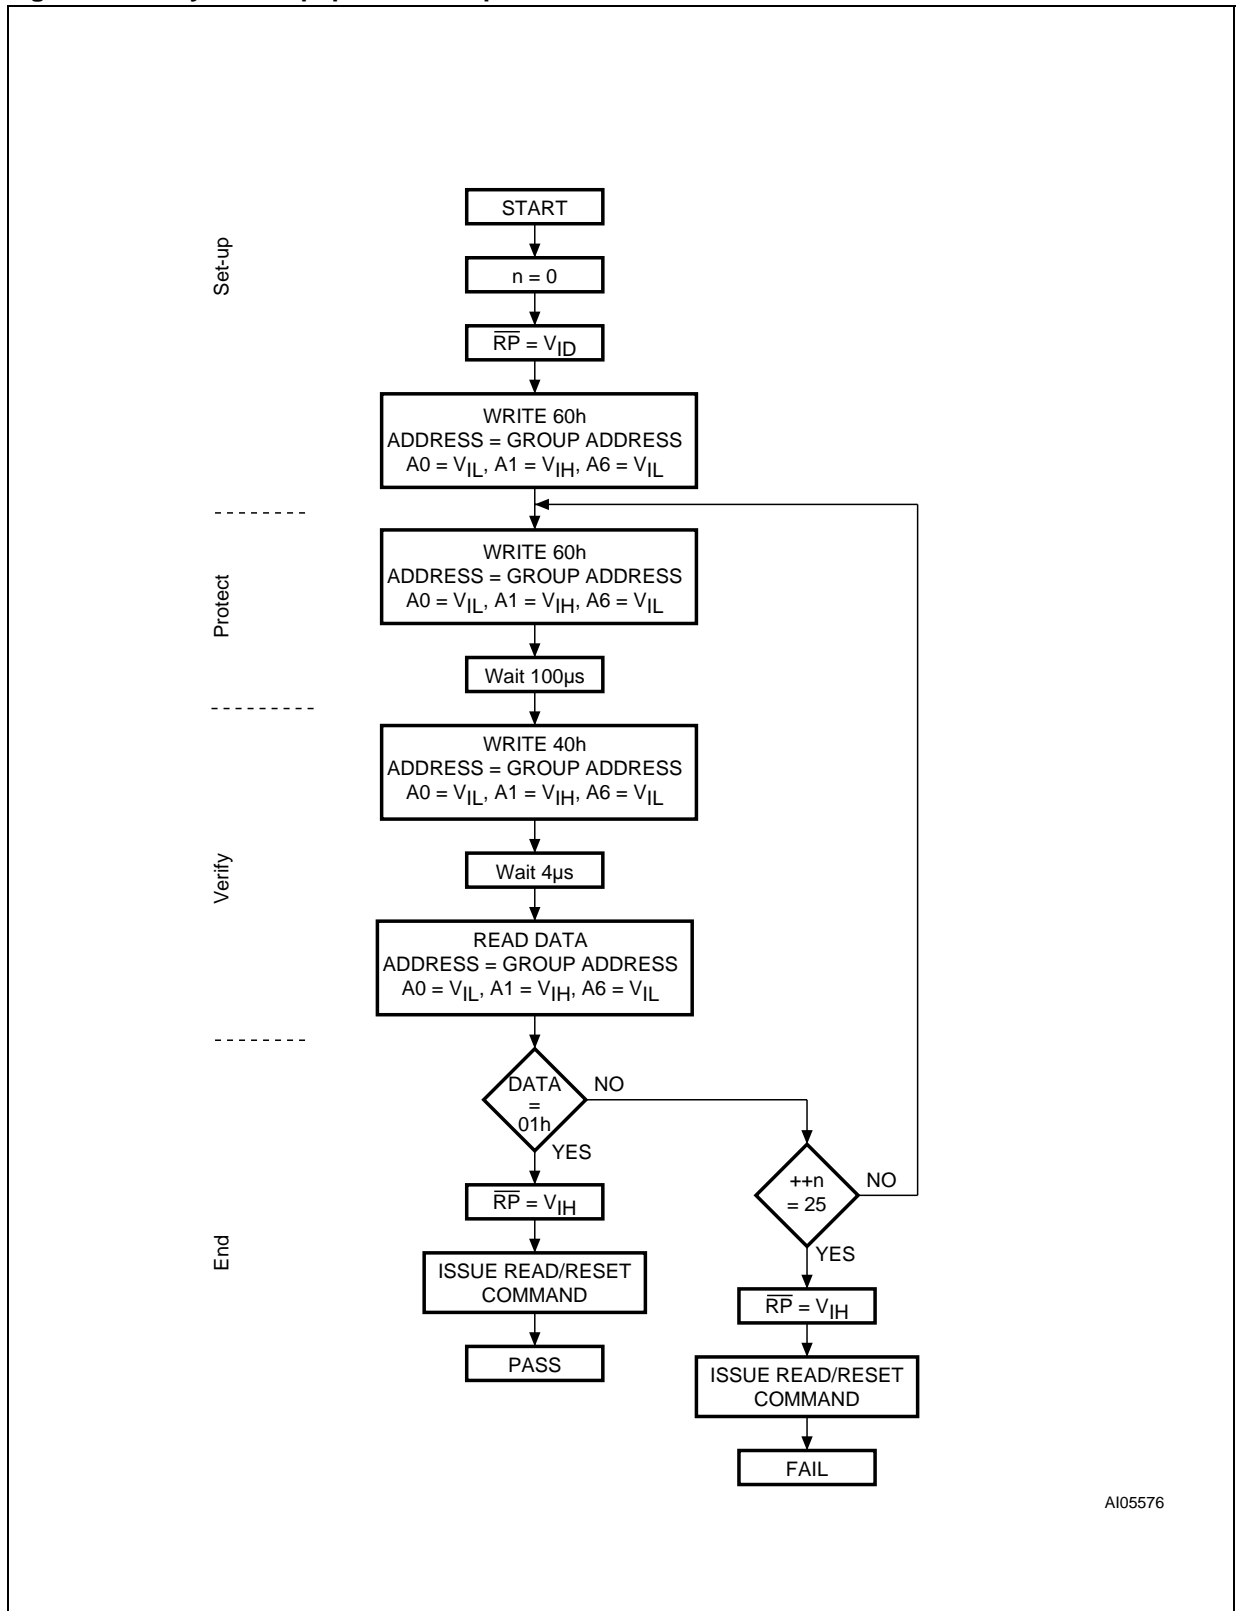 Set-up
START
n = 0
RP = VID
WRITE 60h
ADDRESS = GROUP ADDRESS
A0 = VIL, A1 = VIH, A6 = VIL
Protect
WRITE 60h
ADDRESS = GROUP ADDRESS
A0 = VIL, A1 = VIH, A6 = VIL
Wait 100µs
Verify
WRITE 40h
ADDRESS = GROUP ADDRESS
A0 = VIL, A1 = VIH, A6 = VIL
Wait 4µs
READ DATA
ADDRESS = GROUP ADDRESS
A0 = VIL, A1 = VIH, A6 = VIL
End
DATA
=
01h
NO
YES
++n
= 25
NO
YES
RP = VIH
ISSUE READ/RESET
COMMAND
PASS
RP = VIH
ISSUE READ/RESET
COMMAND
FAIL
AI05576